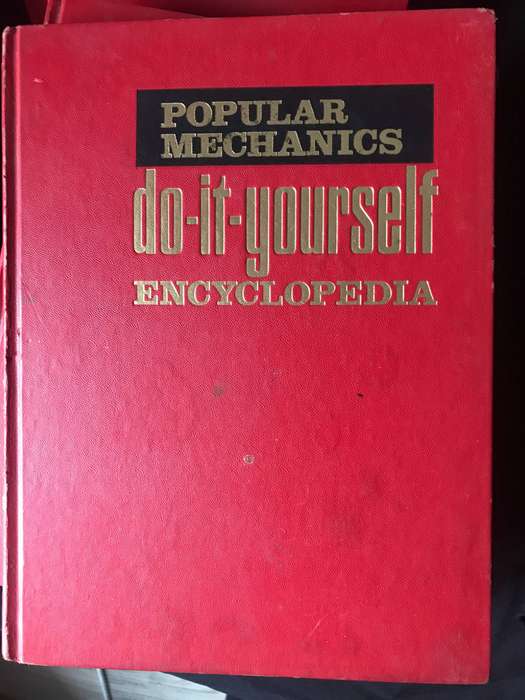 POPULAR
MECHANICS
do-it-yourself
ENCYCLOPEDIA